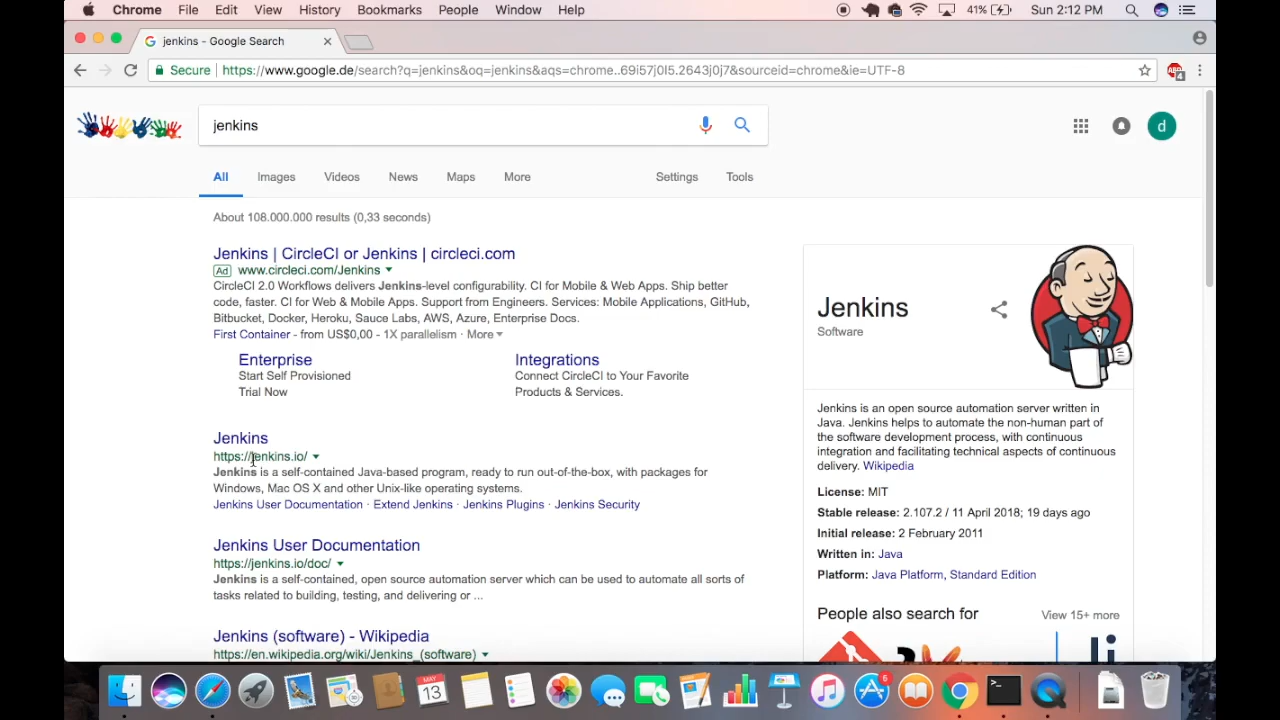 Chrome File Edit View History Bookmarks People Window Help 41% Sun 2:12 PM
jenkins - Google Search
Secure https://www.google.de/search?q=jenkins&oq=jenkins&aqs=chrome..69i57j0l5.2643j0j7&sourceid=chrome&ie=UTF-8 ABP 4
jenkins d
All Images Videos News Maps More Settings Tools
About 108.000.000 results (0,33 seconds)
Jenkins | CircleCI or Jenkins | circleci.com
Ad www.circleci.com/Jenkins
CircleCI 2.0 Workflows delivers Jenkins-level configurability. CI for Mobile & Web Apps. Ship better
code, faster. CI for Web & Mobile Apps. Support from Engineers. Services: Mobile Applications, GitHub,
Bitbucket, Docker, Heroku, Sauce Labs, AWS, Azure, Enterprise Docs.
First Container - from US$0,00 - 1X parallelism · More
Enterprise
Start Self Provisioned
Trial Now
Integrations
Connect CircleCI to Your Favorite
Products & Services.
Jenkins
https://jenkins.io/
Jenkins is a self-contained Java-based program, ready to run out-of-the-box, with packages for
Windows, Mac OS X and other Unix-like operating systems.
Jenkins User Documentation · Extend Jenkins · Jenkins Plugins · Jenkins Security
Jenkins User Documentation
https://jenkins.io/doc/
Jenkins is a self-contained, open source automation server which can be used to automate all sorts of
tasks related to building, testing, and delivering or ...
Jenkins (software) - Wikipedia
https://en.wikipedia.org/wiki/Jenkins_(software)
Jenkins
Software
Jenkins is an open source automation server written in
Java. Jenkins helps to automate the non-human part of
the software development process, with continuous
integration and facilitating technical aspects of continuous
delivery. Wikipedia
License: MIT
Stable release: 2.107.2 / 11 April 2018; 19 days ago
Initial release: 2 February 2011
Written in: Java
Platform: Java Platform, Standard Edition
People also search for View 15+ more
MAY
13
6